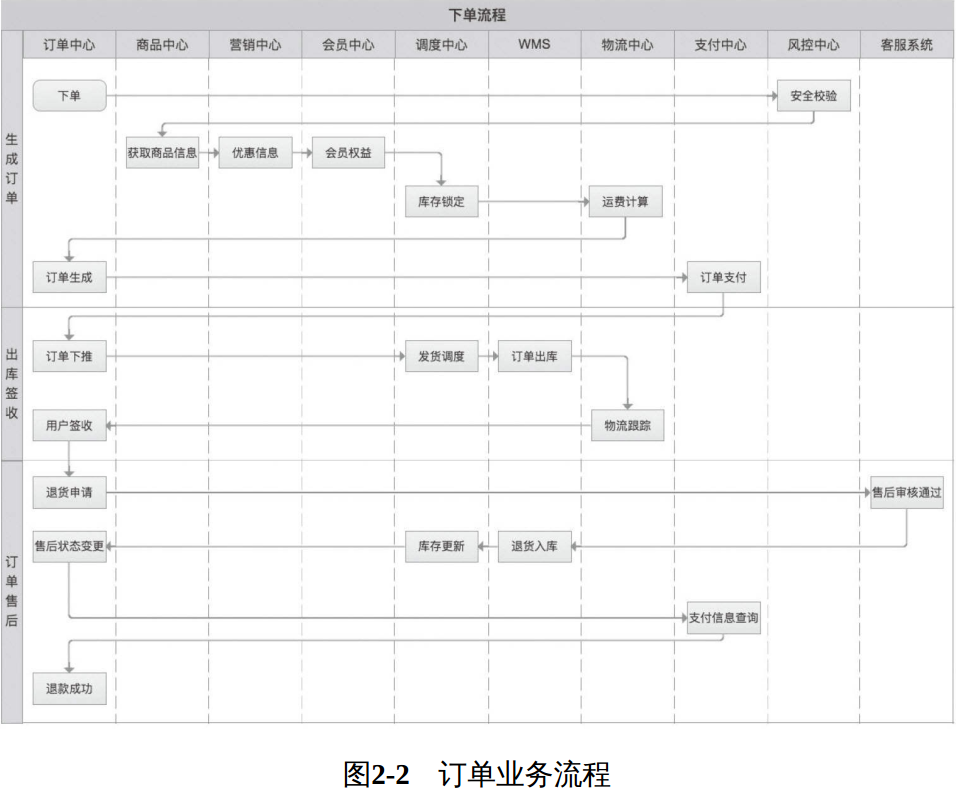 下单流程
订单中心 商品中心 营销中心 会员中心 调度中心 WMS 物流中心 支付中心 风控中心 客服系统
生成订单
下单 安全校验
获取商品信息 优惠信息 会员权益
库存锁定 运费计算
订单生成 订单支付
出库签收
订单下推 发货调度 订单出库
用户签收 物流跟踪
订单售后
退货申请 售后审核通过
售后状态变更 库存更新 退货入库
支付信息查询
退款成功
图2-2 订单业务流程